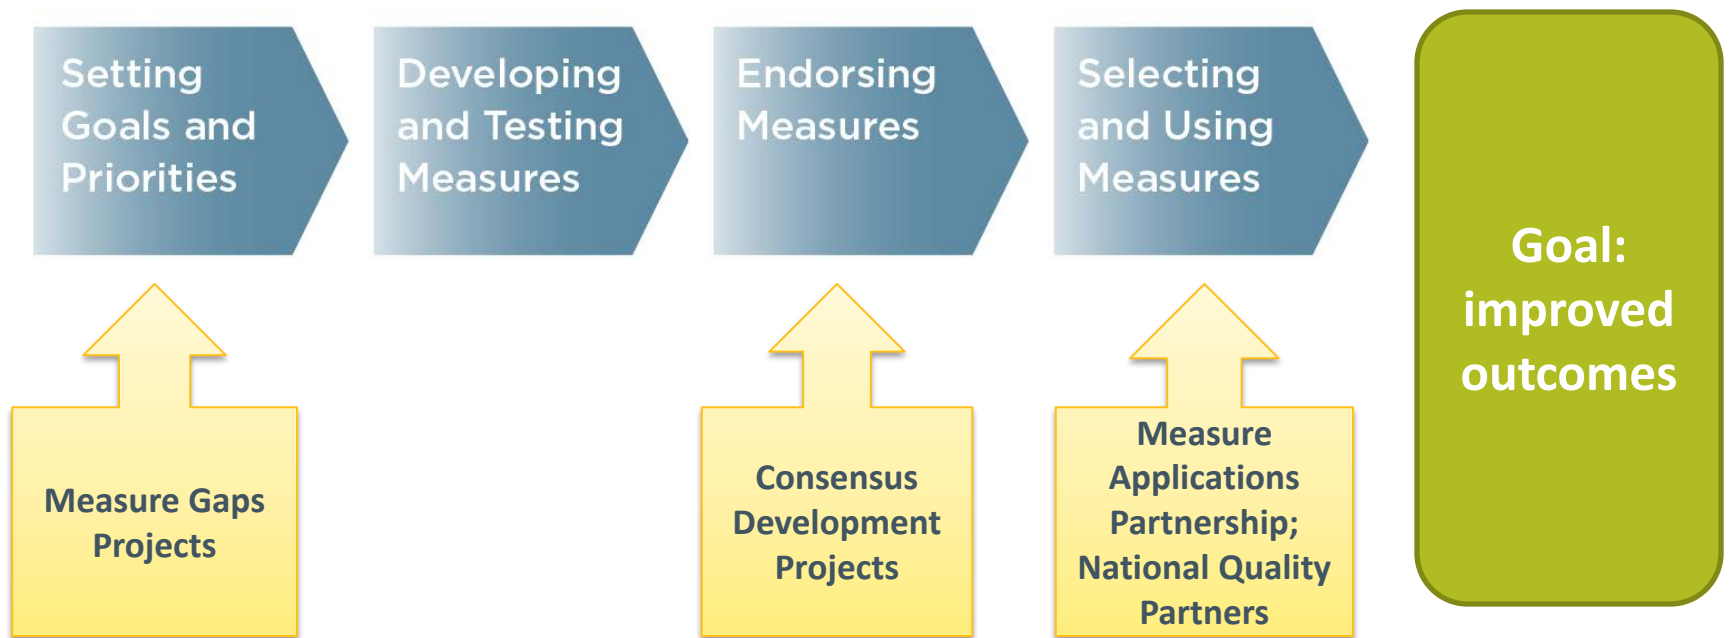 Setting
Goals and
Priorities
Developing
and Testing
Measures
Endorsing
Measures
Selecting
and Using
Measures
Goal:
improved
outcomes
Measure Gaps
Projects
Consensus
Development
Projects
Measure
Applications
Partnership;
National Quality
Partners